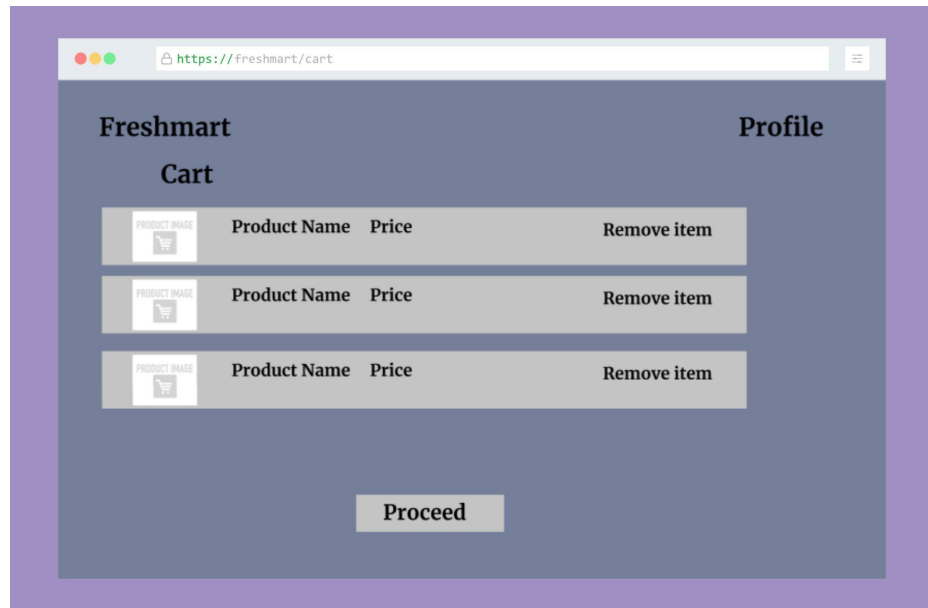 https://freshmart/cart
Freshmart Profile
Cart
PRODUCT IMAGE Product Name Price Remove item
PRODUCT IMAGE Product Name Price Remove item
PRODUCT IMAGE Product Name Price Remove item
Proceed